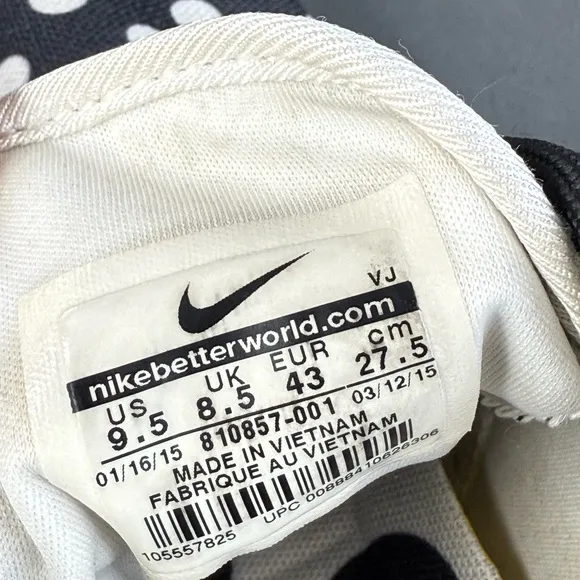 VJ
nikebetterworld.com
US UK EUR cm
9.5 8.5 43 27.5
01/16/15 810857-001 03/12/15
MADE IN VIETNAM
FABRIQUE AU VIETNAM
105557825 UPC 00888410626306